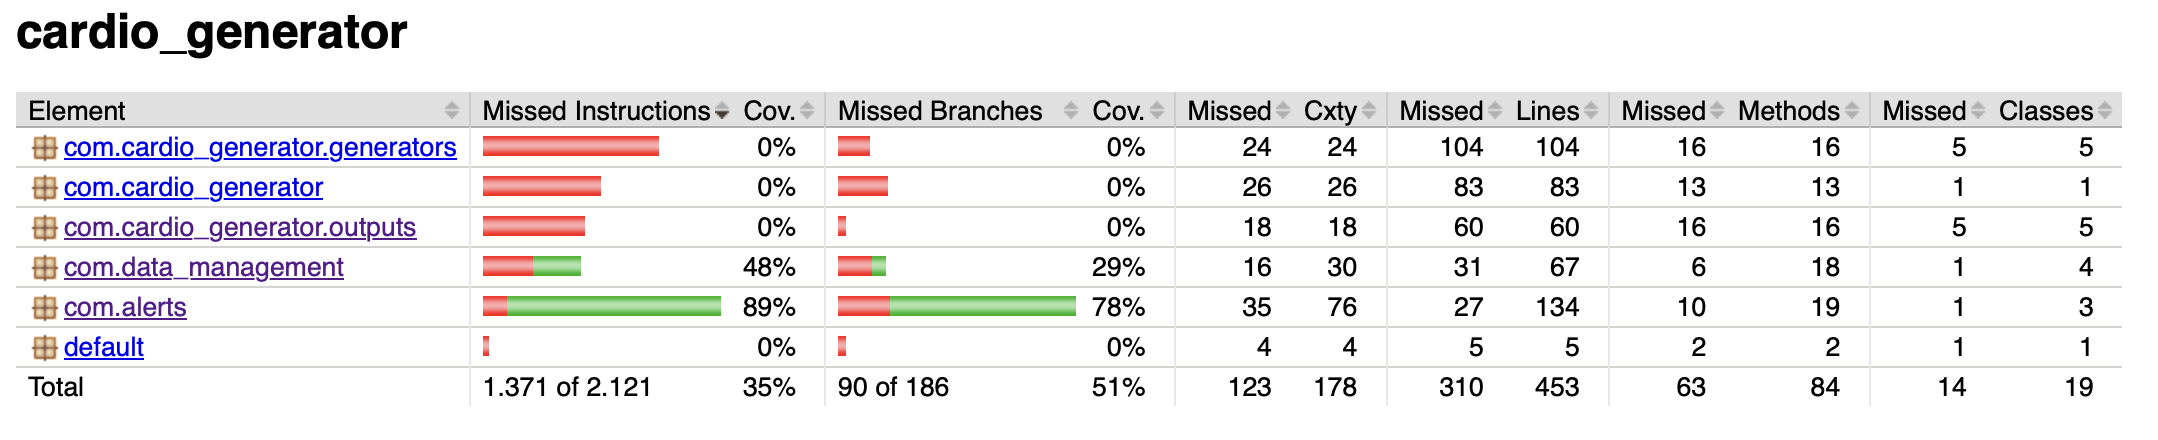 cardio_generator
Element Missed Instructions Cov. Missed Branches Cov. Missed Cxty Missed Lines Missed Methods Missed Classes
com.cardio_generator.generators 0% 0% 24 24 104 104 16 16 5 5
com.cardio_generator 0% 0% 26 26 83 83 13 13 1 1
com.cardio_generator.outputs 0% 0% 18 18 60 60 16 16 5 5
com.data_management 48% 29% 16 30 31 67 6 18 1 4
com.alerts 89% 78% 35 76 27 134 10 19 1 3
default 0% 0% 4 4 5 5 2 2 1 1
Total 1.371 of 2.121 35% 90 of 186 51% 123 178 310 453 63 84 14 19